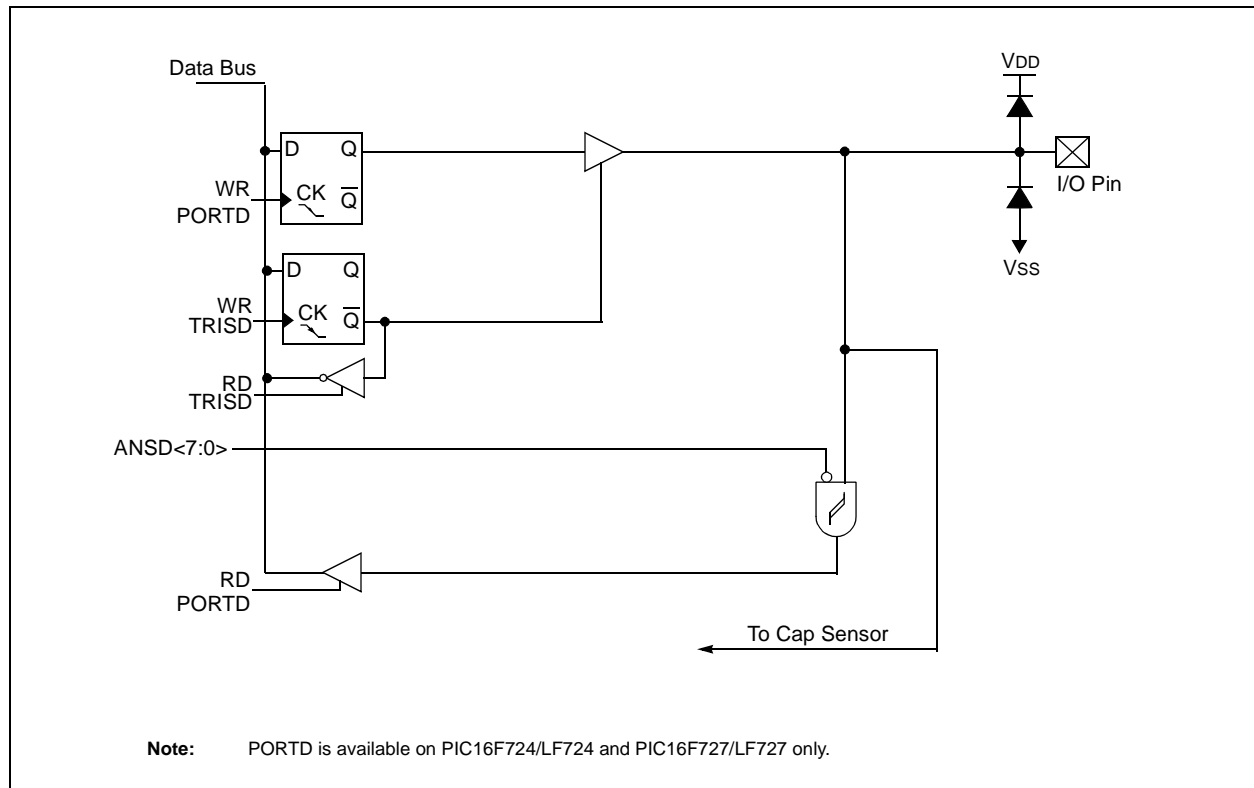 Data Bus
VDD
D Q
WR
PORTD
CK Q̅
I/O Pin
D Q
VSS
WR
TRISD
CK Q̅
RD
TRISD
ANSD<7:0>
RD
PORTD
To Cap Sensor
Note: PORTD is available on PIC16F724/LF724 and PIC16F727/LF727 only.